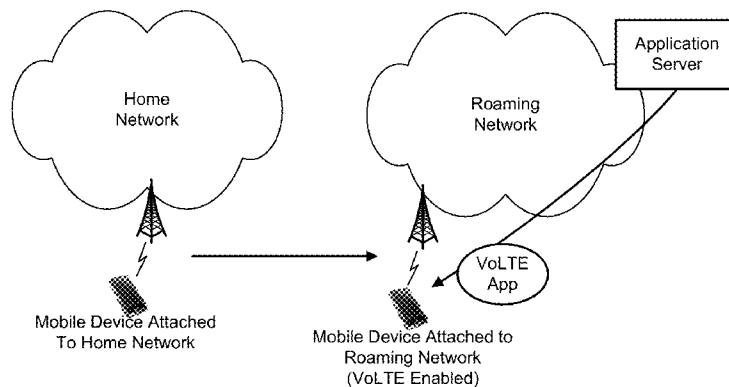 Home
Network
Roaming
Network
Application
Server
VoLTE
App
Mobile Device Attached
To Home Network
Mobile Device Attached to
Roaming Network
(VoLTE Enabled)